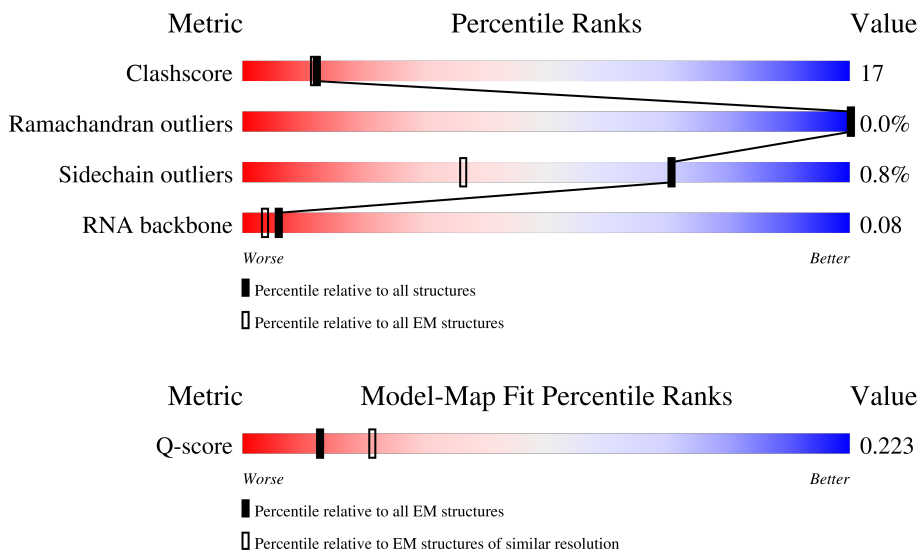 Metric Percentile Ranks Value
Clashscore 17
Ramachandran outliers 0.0%
Sidechain outliers 0.8%
RNA backbone 0.08
Worse Better
Percentile relative to all structures
Percentile relative to all EM structures
Metric Model-Map Fit Percentile Ranks Value
Q-score 0.223
Worse Better
Percentile relative to all EM structures
Percentile relative to EM structures of similar resolution